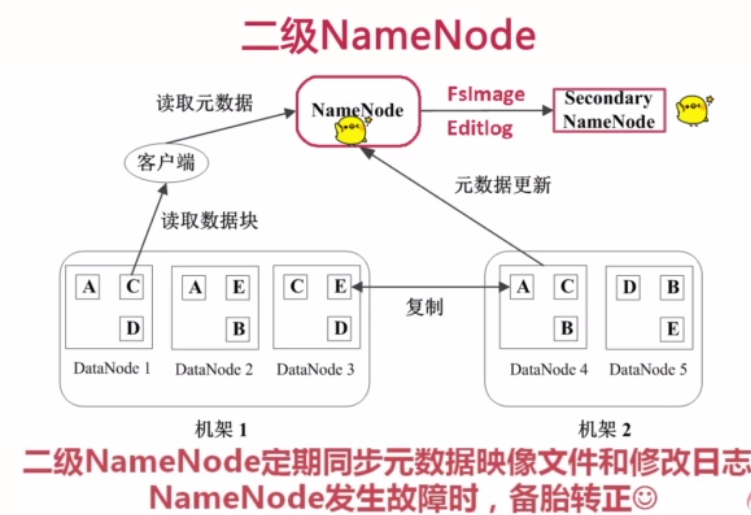 二级NameNode
读取元数据
NameNode
FsImage
Editlog
Secondary
NameNode
客户端
元数据更新
读取数据块
A C
D
DataNode 1
A E
B
DataNode 2
C E
D
DataNode 3
复制
A C
B
DataNode 4
D B
E
DataNode 5
机架 1
机架 2
二级NameNode定期同步元数据映像文件和修改日志
NameNode发生故障时，备胎转正☺